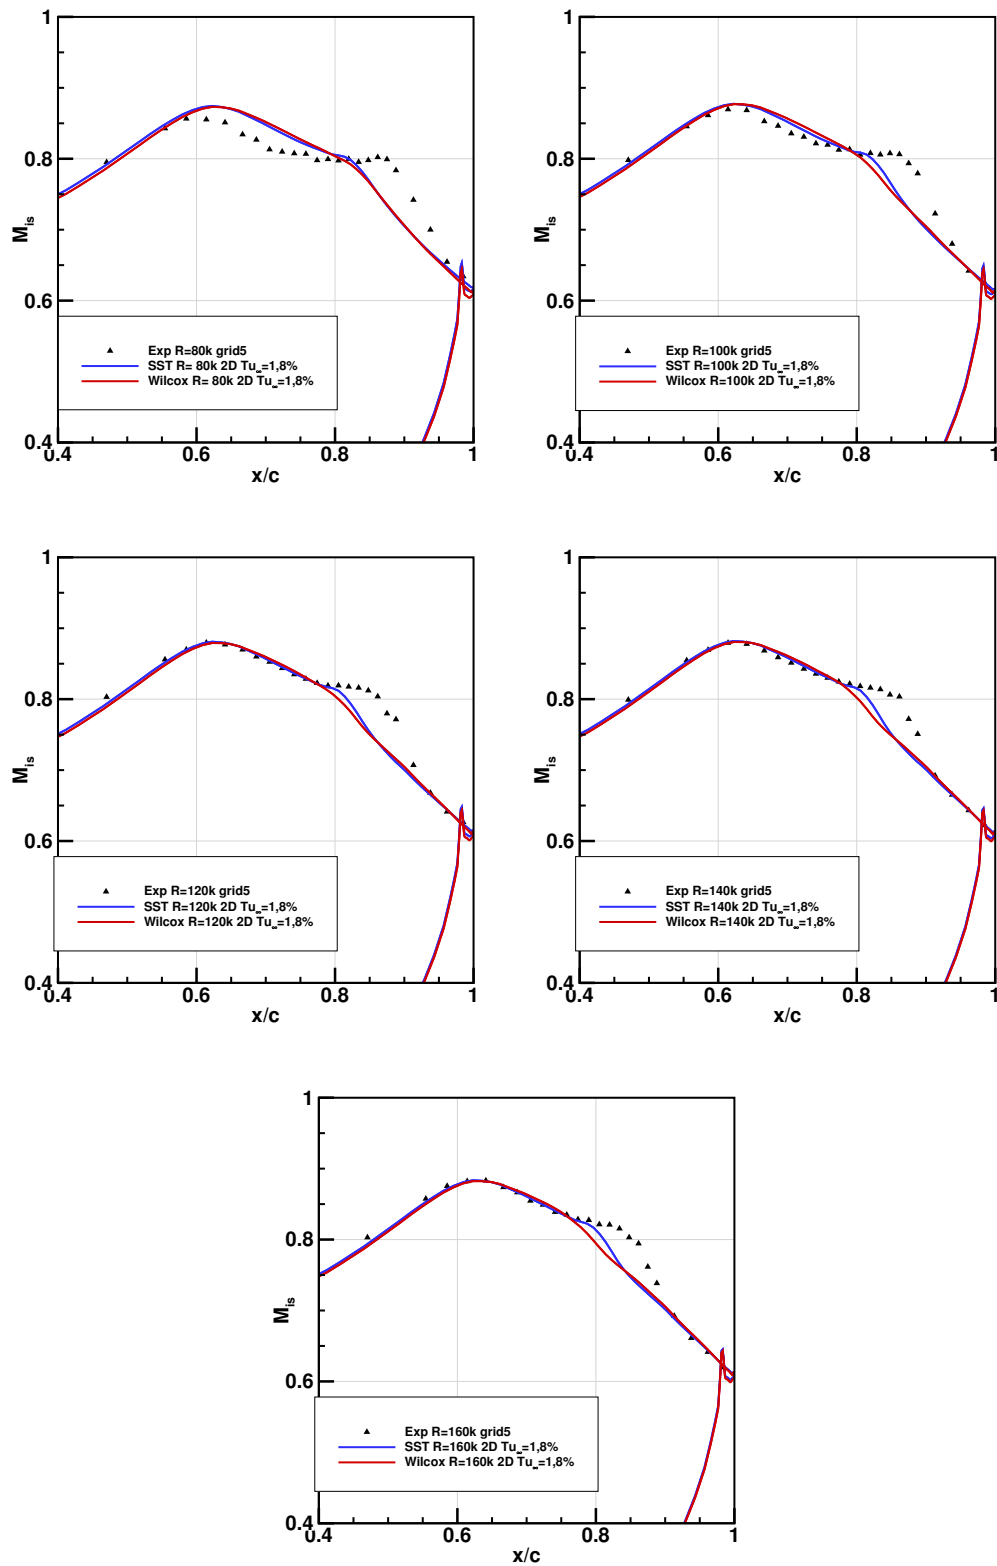 1
0.8
0.6
0.4
M_is
0.4 0.6 0.8 1
x/c
Exp R=80k grid5
SST R= 80k 2D Tu∞=1,8%
Wilcox R= 80k 2D Tu∞=1,8%
1
0.8
0.6
0.4
M_is
0.4 0.6 0.8 1
x/c
Exp R=100k grid5
SST R=100k 2D Tu∞=1,8%
Wilcox R=100k 2D Tu∞=1,8%
1
0.8
0.6
0.4
M_is
0.4 0.6 0.8 1
x/c
Exp R=120k grid5
SST R=120k 2D Tu∞=1,8%
Wilcox R=120k 2D Tu∞=1,8%
1
0.8
0.6
0.4
M_is
0.4 0.6 0.8 1
x/c
Exp R=140k grid5
SST R=140k 2D Tu∞=1,8%
Wilcox R=140k 2D Tu∞=1,8%
1
0.8
0.6
0.4
M_is
0.4 0.6 0.8 1
x/c
Exp R=160k grid5
SST R=160k 2D Tu∞=1,8%
Wilcox R=160k 2D Tu∞=1,8%